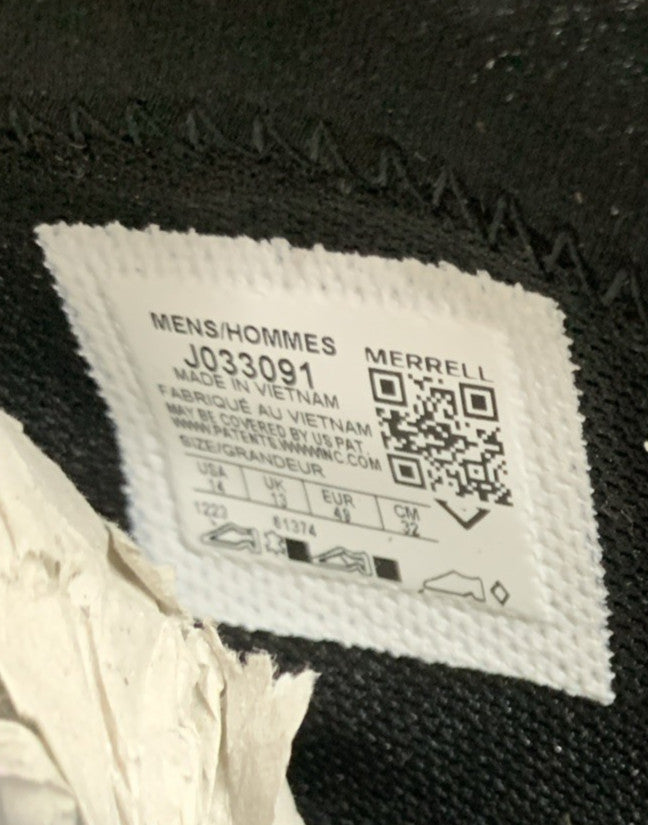 MENS/HOMMES
J033091
MADE IN VIETNAM
FABRIQUÉ AU VIETNAM
MAY BE COVERED BY US PAT.
WWW.PATENTS.WWWINC.COM
SIZE/GRANDEUR
USA UK EUR CM
14 13 49 32
1223 61374
MERRELL